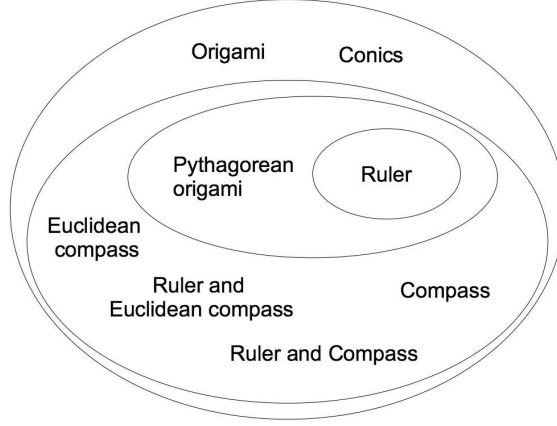 Origami
Conics
Pythagorean
origami
Ruler
Euclidean
compass
Ruler and
Euclidean compass
Compass
Ruler and Compass